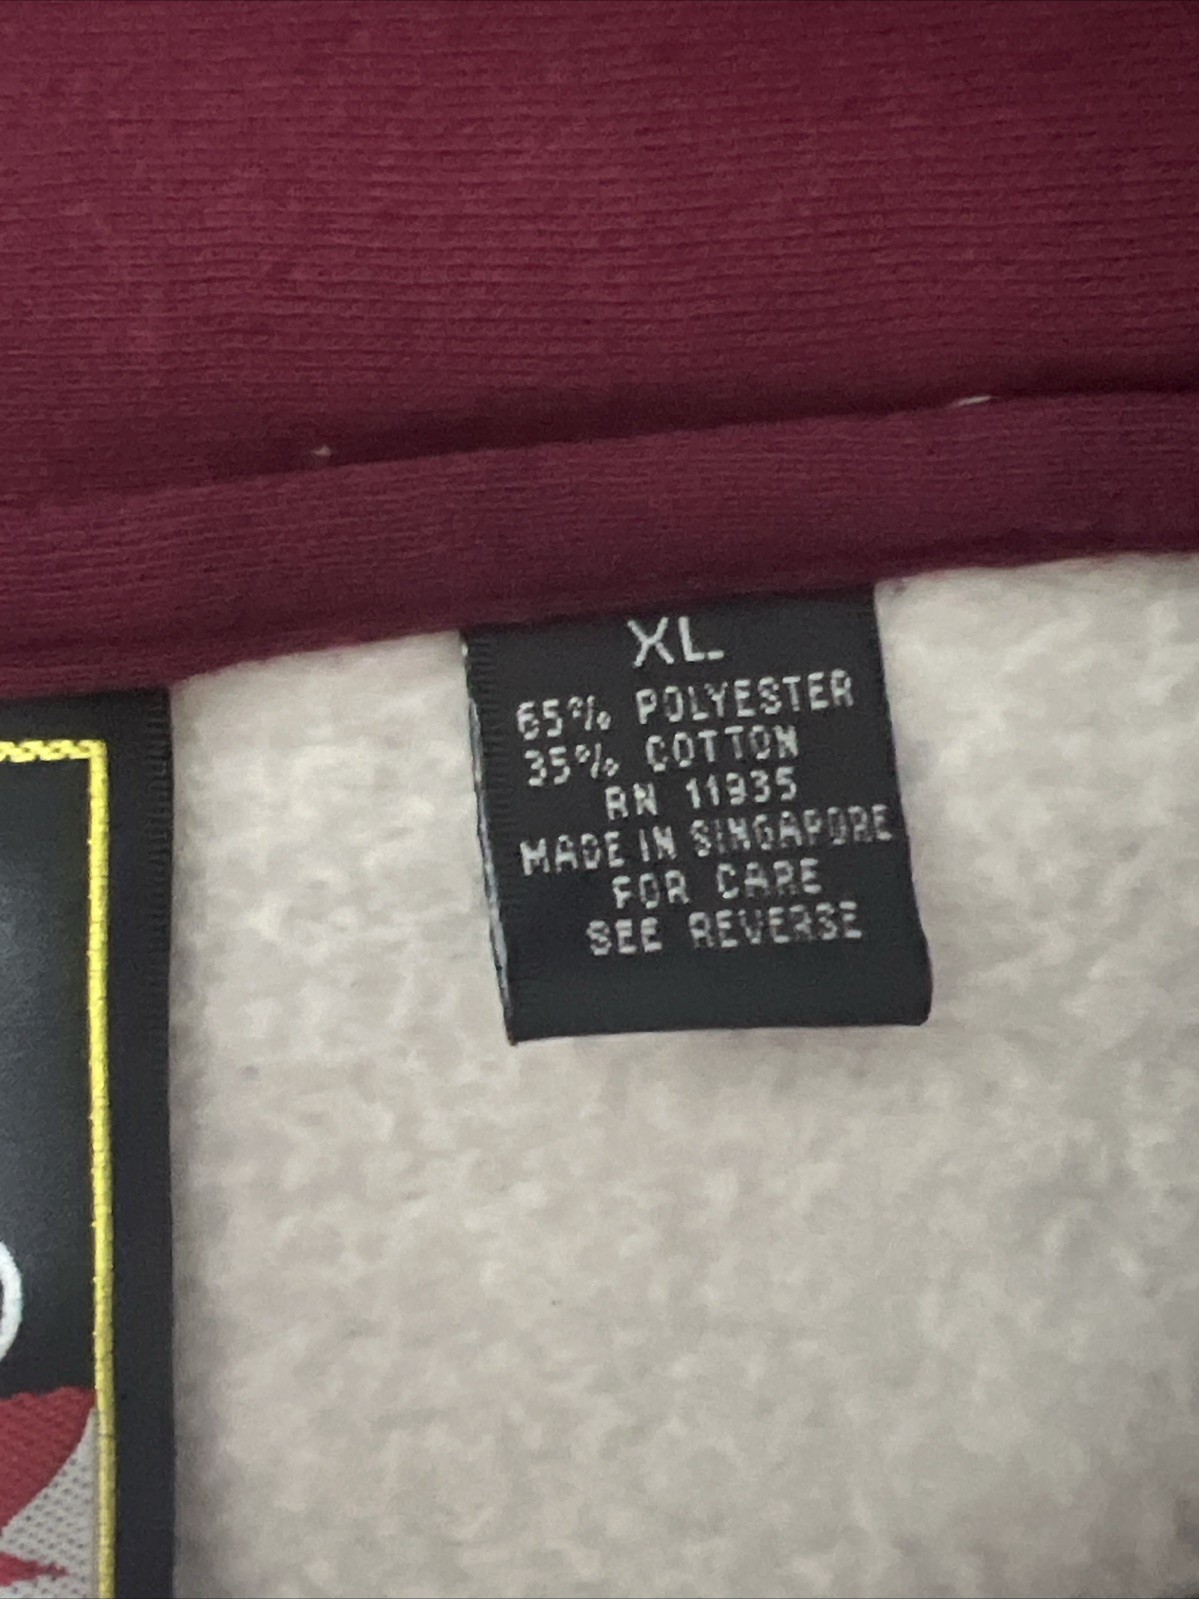 XL
65% POLYESTER
35% COTTON
RN 11935
MADE IN SINGAPORE
FOR CARE
SEE REVERSE